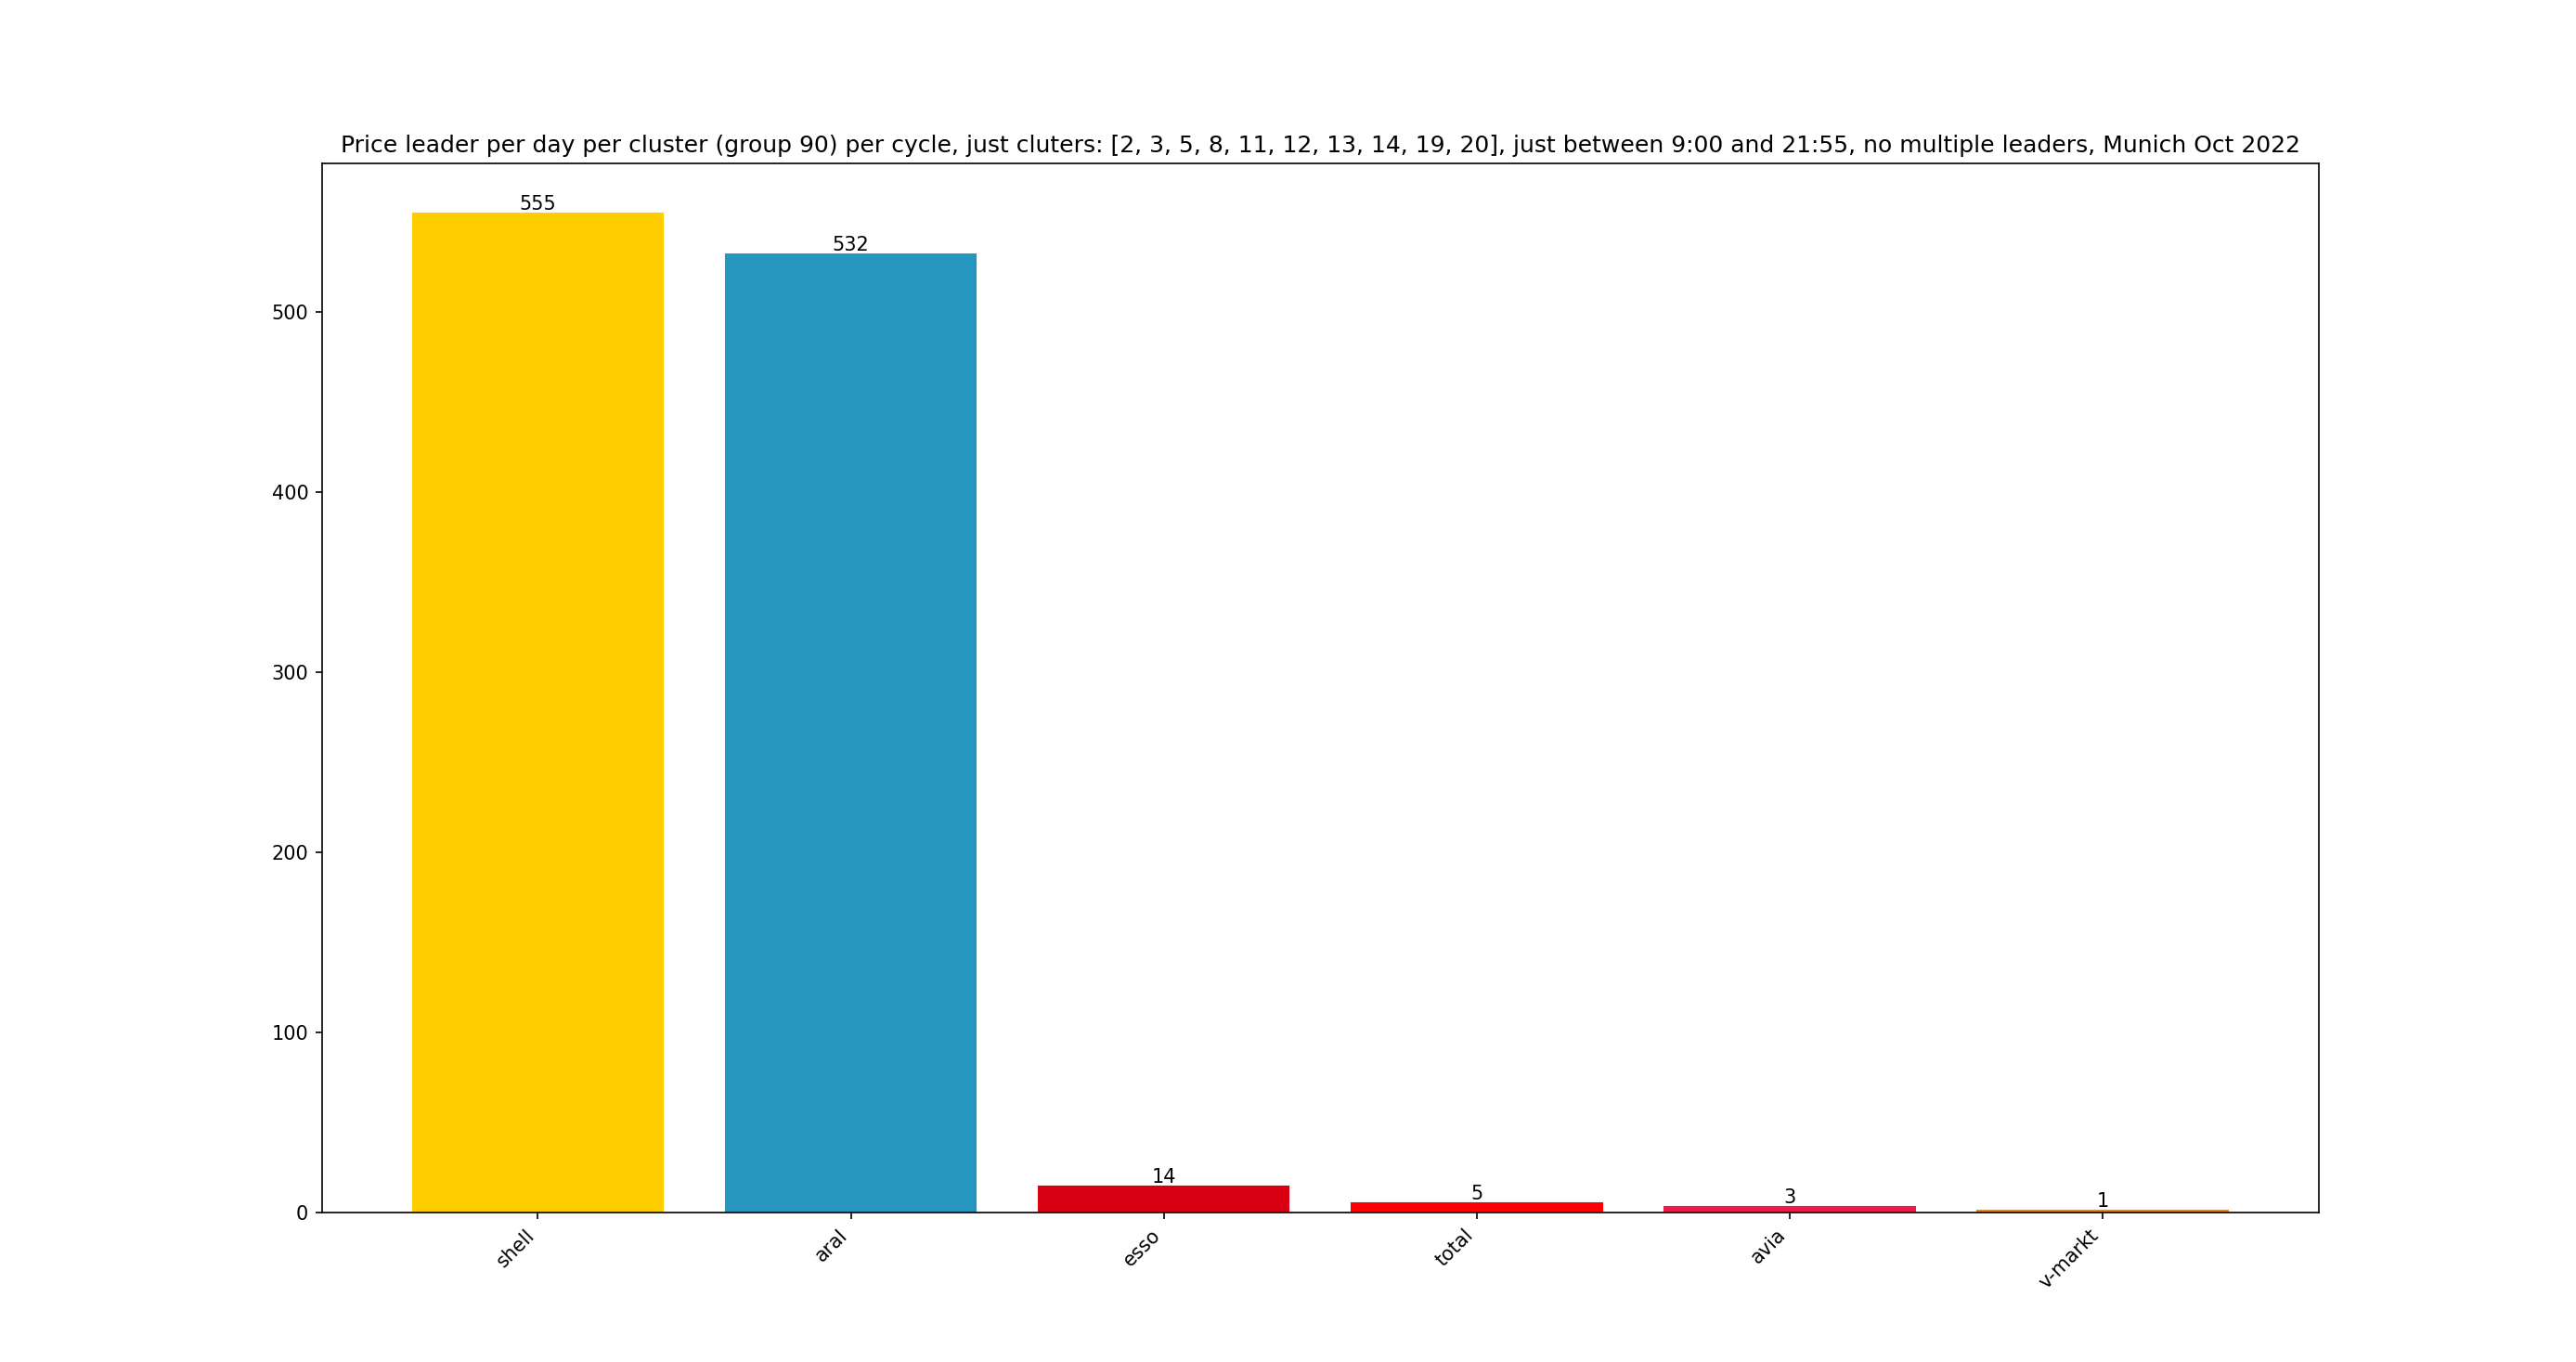 Price leader per day per cluster (group 90) per cycle, just cluters: [2, 3, 5, 8, 11, 12, 13, 14, 19, 20], just between 9:00 and 21:55, no multiple leaders, Munich Oct 2022
555
532
500
400
300
200
100
14
5
3
1
0
shell
aral
esso
total
avia
v-markt